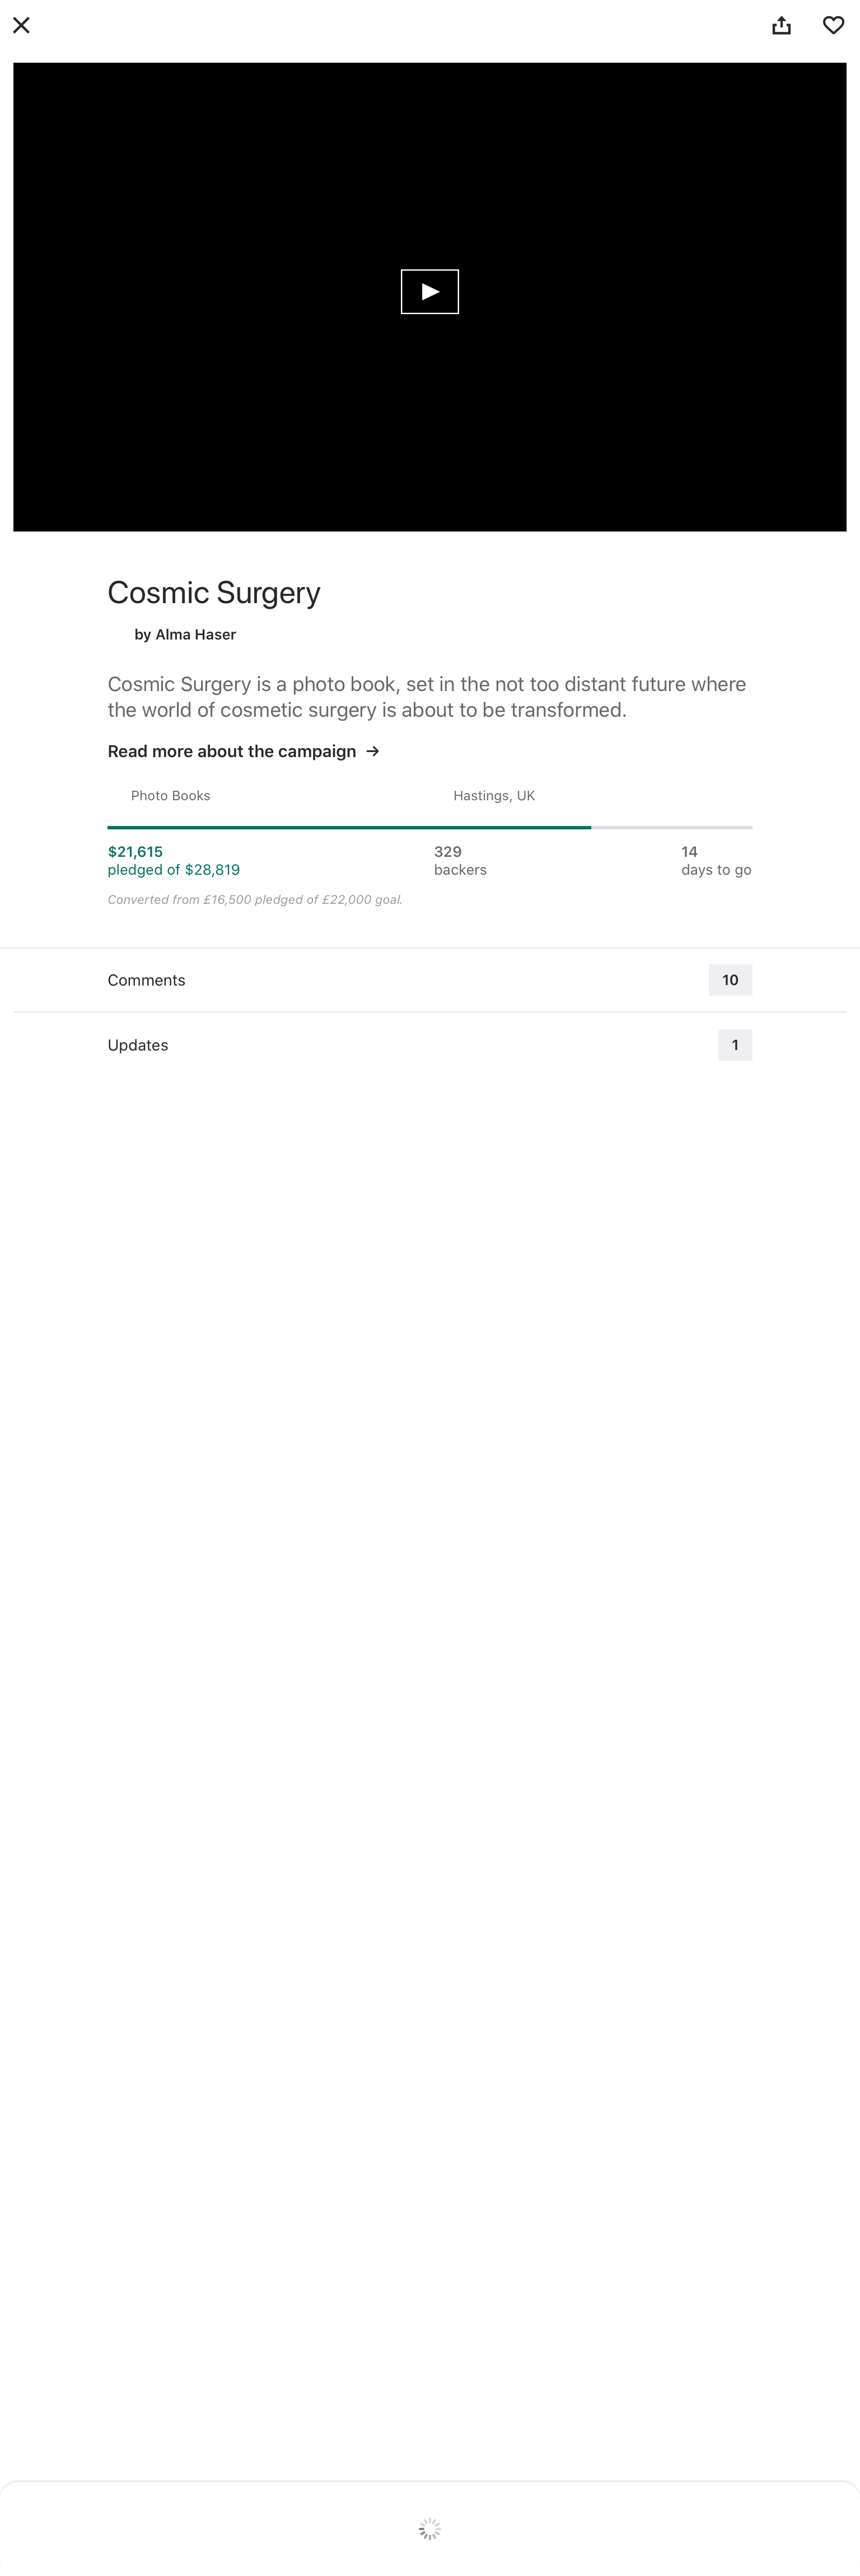 Cosmic Surgery
by Alma Haser
Cosmic Surgery is a photo book, set in the not too distant future where
the world of cosmetic surgery is about to be transformed.
Read more about the campaign →
Photo Books
Hastings, UK
$21,615
pledged of $28,819
329
backers
14
days to go
Converted from £16,500 pledged of £22,000 goal.
Comments
10
Updates
1